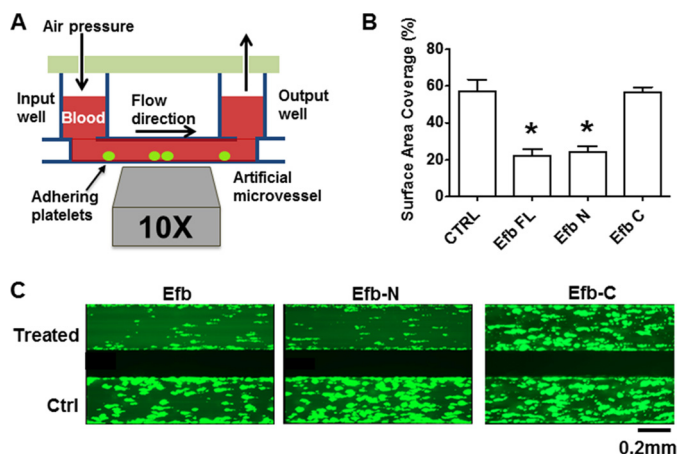 A
Air pressure
Input well
Blood
Flow direction
Output well
Adhering platelets
10X
Artificial microvessel
B
Surface Area Coverage (%)
80
60
40
20
0
*
*
CTRL
Efb FL
Efb N
Efb C
C
Efb
Efb-N
Efb-C
Treated
Ctrl
0.2mm